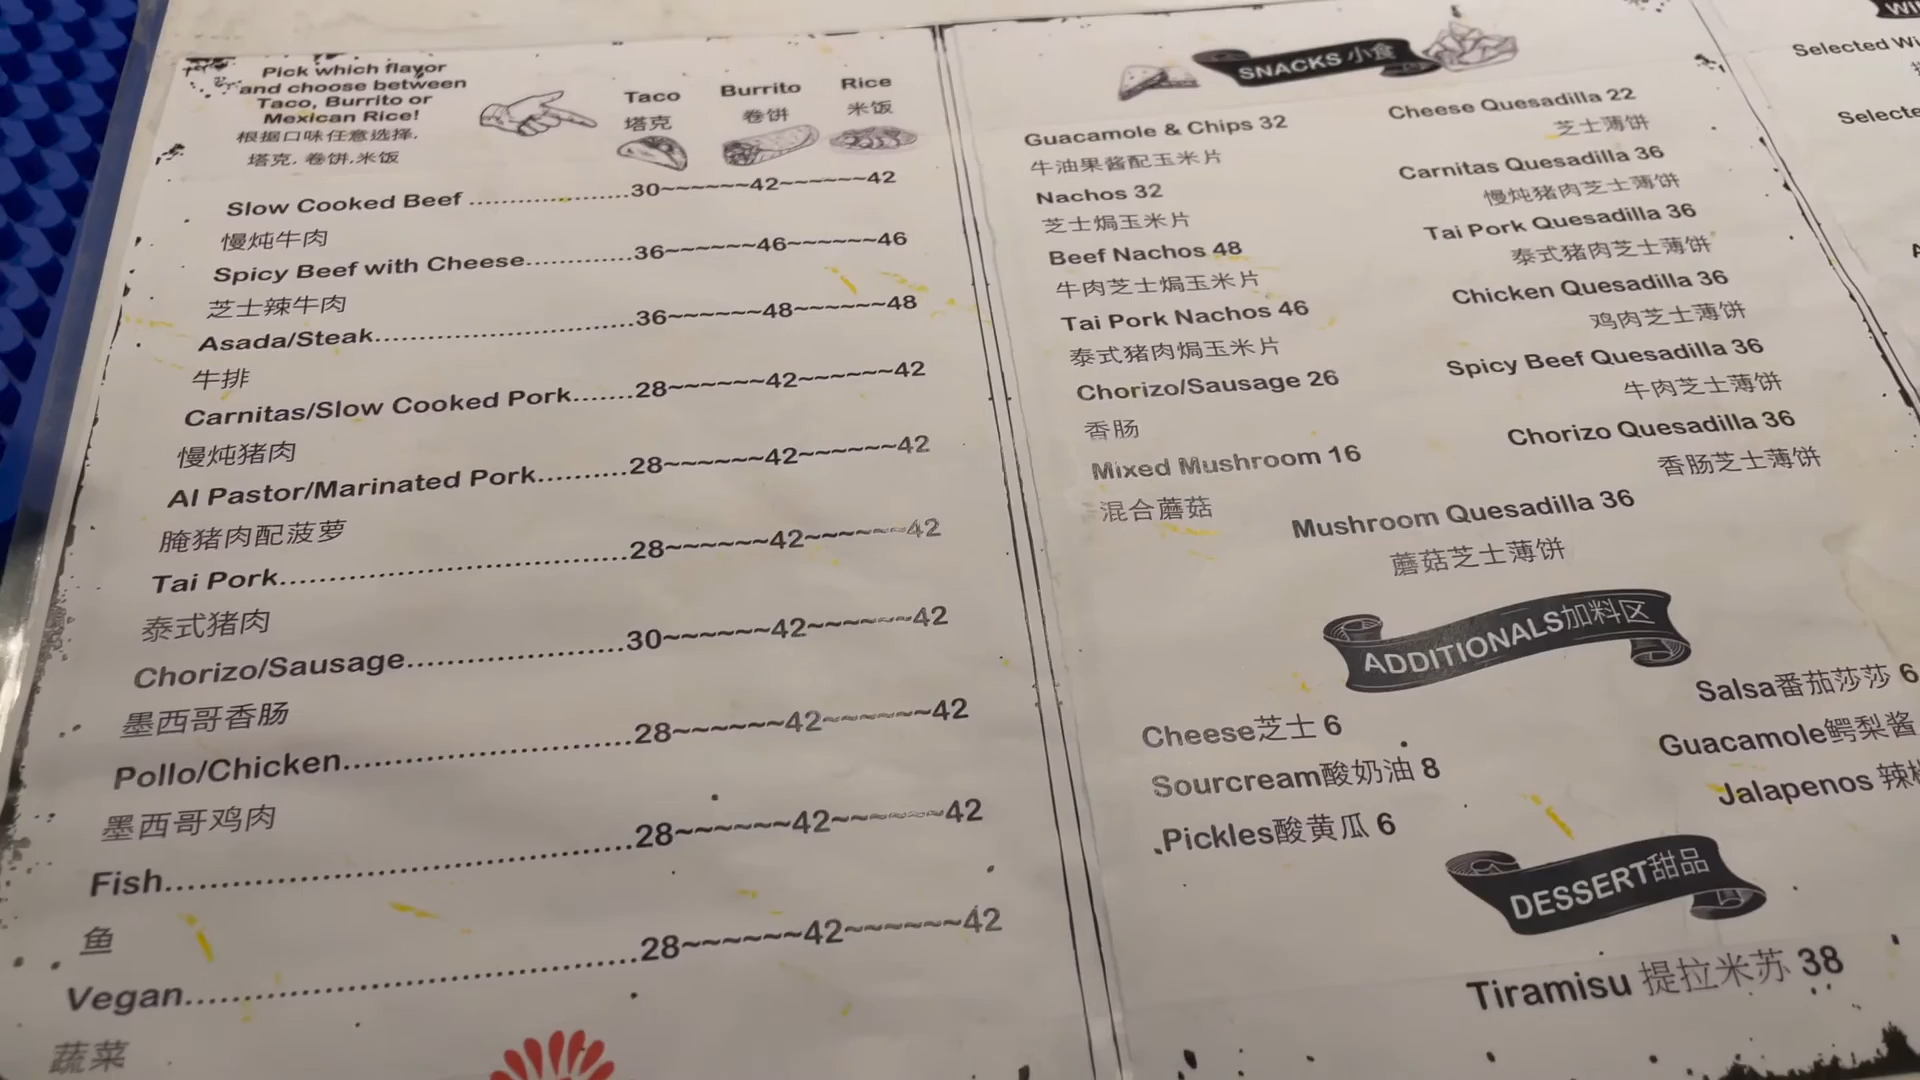 Pick which flavor
and choose between
Taco, Burrito or
Mexican Rice!
根据口味任意选择,
塔克, 卷饼,米饭
Taco Burrito Rice
塔克 卷饼 米饭
Slow Cooked Beef ....................30~~~~~~42~~~~~~42
慢炖牛肉
Spicy Beef with Cheese.............36~~~~~~46~~~~~~46
芝士辣牛肉
Asada/Steak................................36~~~~~~48~~~~~~48
牛排
Carnitas/Slow Cooked Pork.......28~~~~~~42~~~~~~42
慢炖猪肉
Al Pastor/Marinated Pork..........28~~~~~~42~~~~~~42
腌猪肉配菠萝
Tai Pork.......................................28~~~~~~42~~~~~~42
泰式猪肉
Chorizo/Sausage........................30~~~~~~42~~~~~~42
墨西哥香肠
Pollo/Chicken...............................28~~~~~~42~~~~~~42
墨西哥鸡肉
Fish..............................................28~~~~~~42~~~~~~42
鱼
Vegan...........................................28~~~~~~42~~~~~~42
蔬菜
SNACKS 小食
Guacamole & Chips 32
牛油果酱配玉米片
Nachos 32
芝士焗玉米片
Beef Nachos 48
牛肉芝士焗玉米片
Tai Pork Nachos 46
泰式猪肉焗玉米片
Chorizo/Sausage 26
香肠
Mixed Mushroom 16
混合蘑菇
Cheese Quesadilla 22
芝士薄饼
Carnitas Quesadilla 36
慢炖猪肉芝士薄饼
Tai Pork Quesadilla 36
泰式猪肉芝士薄饼
Chicken Quesadilla 36
鸡肉芝士薄饼
Spicy Beef Quesadilla 36
牛肉芝士薄饼
Chorizo Quesadilla 36
香肠芝士薄饼
Mushroom Quesadilla 36
蘑菇芝士薄饼
ADDITIONALS加料区
Cheese芝士 6
Sourcream酸奶油 8
Pickles酸黄瓜 6
Salsa番茄莎莎 6
Guacamole鳄梨酱
Jalapenos 辣
DESSERT甜品
Tiramisu 提拉米苏 38
Selected